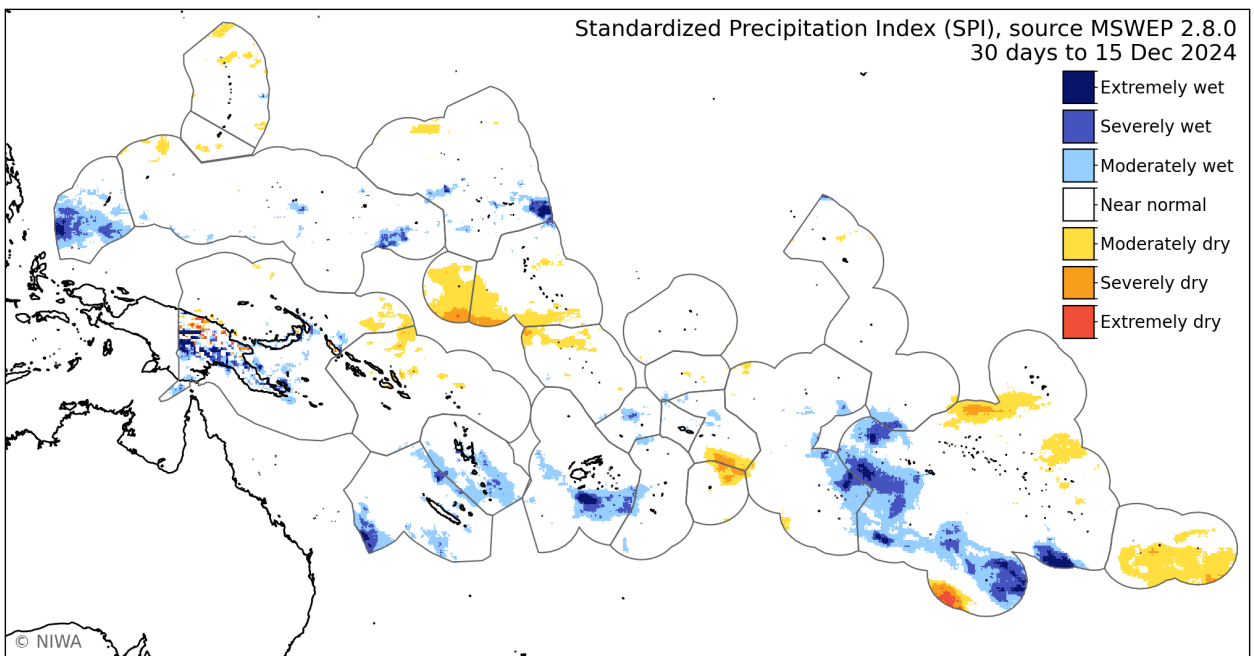 Standardized Precipitation Index (SPI), source MSWEP 2.8.0
30 days to 15 Dec 2024
Extremely wet
Severely wet
Moderately wet
Near normal
Moderately dry
Severely dry
Extremely dry
© NIWA